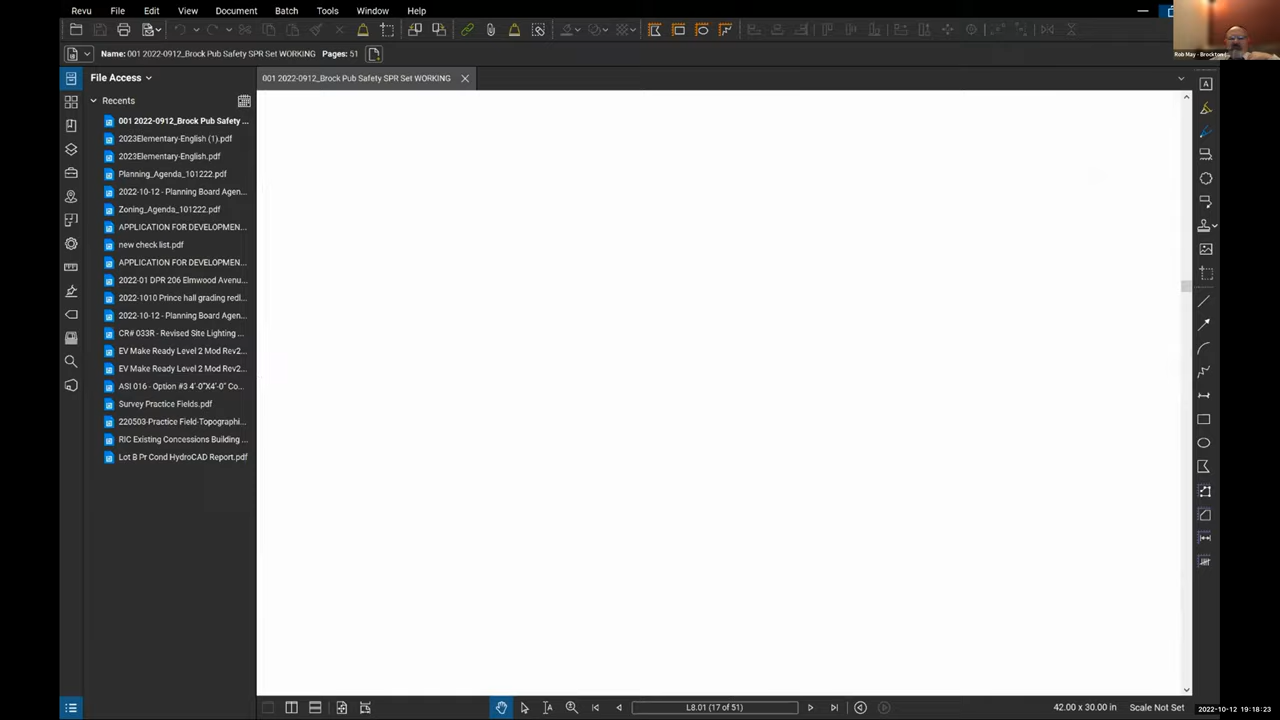 Revu File Edit View Document Batch Tools Window Help
Rob May - Brockton
Name: 001 2022-0912_Brock Pub Safety SPR Set WORKING Pages: 51
File Access
001 2022-0912_Brock Pub Safety SPR Set WORKING
Recents
001 2022-0912_Brock Pub Safety ...
2023Elementary-English (1).pdf
2023Elementary-English.pdf
Planning_Agenda_101222.pdf
2022-10-12 - Planning Board Agen...
Zoning_Agenda_101222.pdf
APPLICATION FOR DEVELOPMEN...
new check list.pdf
APPLICATION FOR DEVELOPMEN...
2022-01 DPR 206 Elmwood Avenu...
2022-1010 Prince hall grading redl...
2022-10-12 - Planning Board Agen...
CR# 033R - Revised Site Lighting ...
EV Make Ready Level 2 Mod Rev2...
EV Make Ready Level 2 Mod Rev2...
ASI 016 - Option #3 4'-0"X4'-0" Co...
Survey Practice Fields.pdf
220503-Practice Field-Topographi...
RIC Existing Concessions Building ...
Lot B Pr Cond HydroCAD Report.pdf
L8.01 (17 of 51)
42.00 x 30.00 in
Scale Not Set
2022-10-12 19:18:23